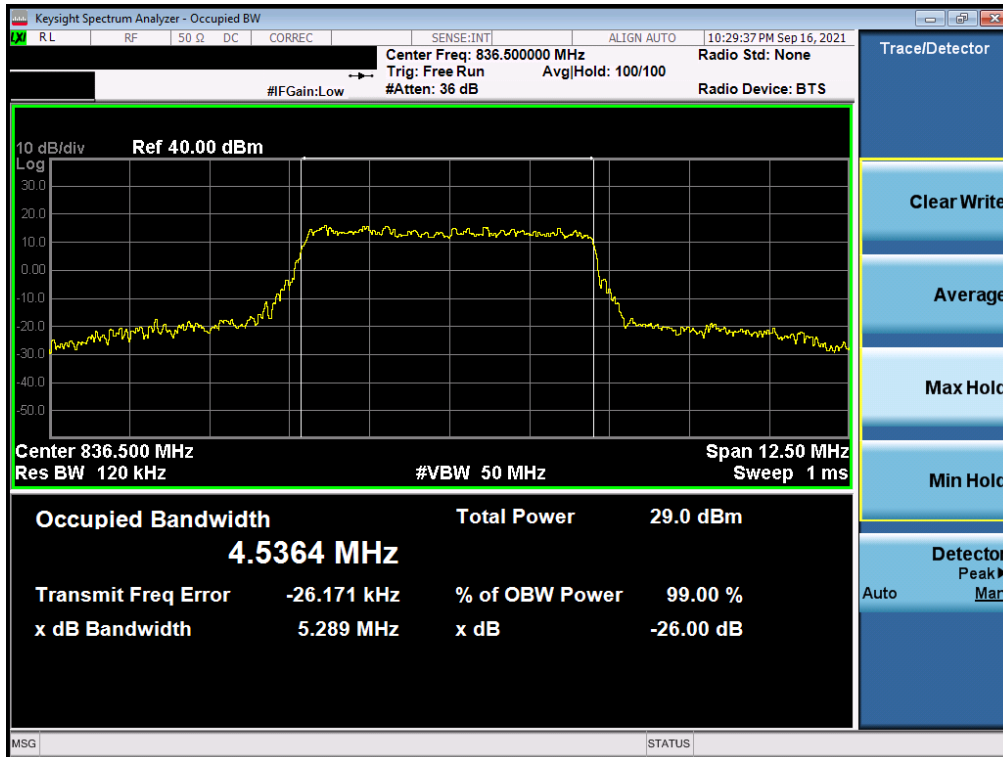 Keysight Spectrum Analyzer - Occupied BW
LXI RL RF 50 Ω DC CORREC SENSE:INT ALIGN AUTO 10:29:37 PM Sep 16, 2021
Center Freq: 836.500000 MHz Radio Std: None
Trig: Free Run Avg|Hold: 100/100
#IFGain:Low #Atten: 36 dB Radio Device: BTS
Trace/Detector
10 dB/div Ref 40.00 dBm
Log
30.0
20.0
10.0
0.00
-10.0
-20.0
-30.0
-40.0
-50.0
Center 836.500 MHz Span 12.50 MHz
Res BW 120 kHz #VBW 50 MHz Sweep 1 ms
Occupied Bandwidth Total Power 29.0 dBm
4.5364 MHz
Transmit Freq Error -26.171 kHz % of OBW Power 99.00 %
x dB Bandwidth 5.289 MHz x dB -26.00 dB
Clear Write
Average
Max Hold
Min Hold
Detector
Peak▶
Auto Man
MSG STATUS